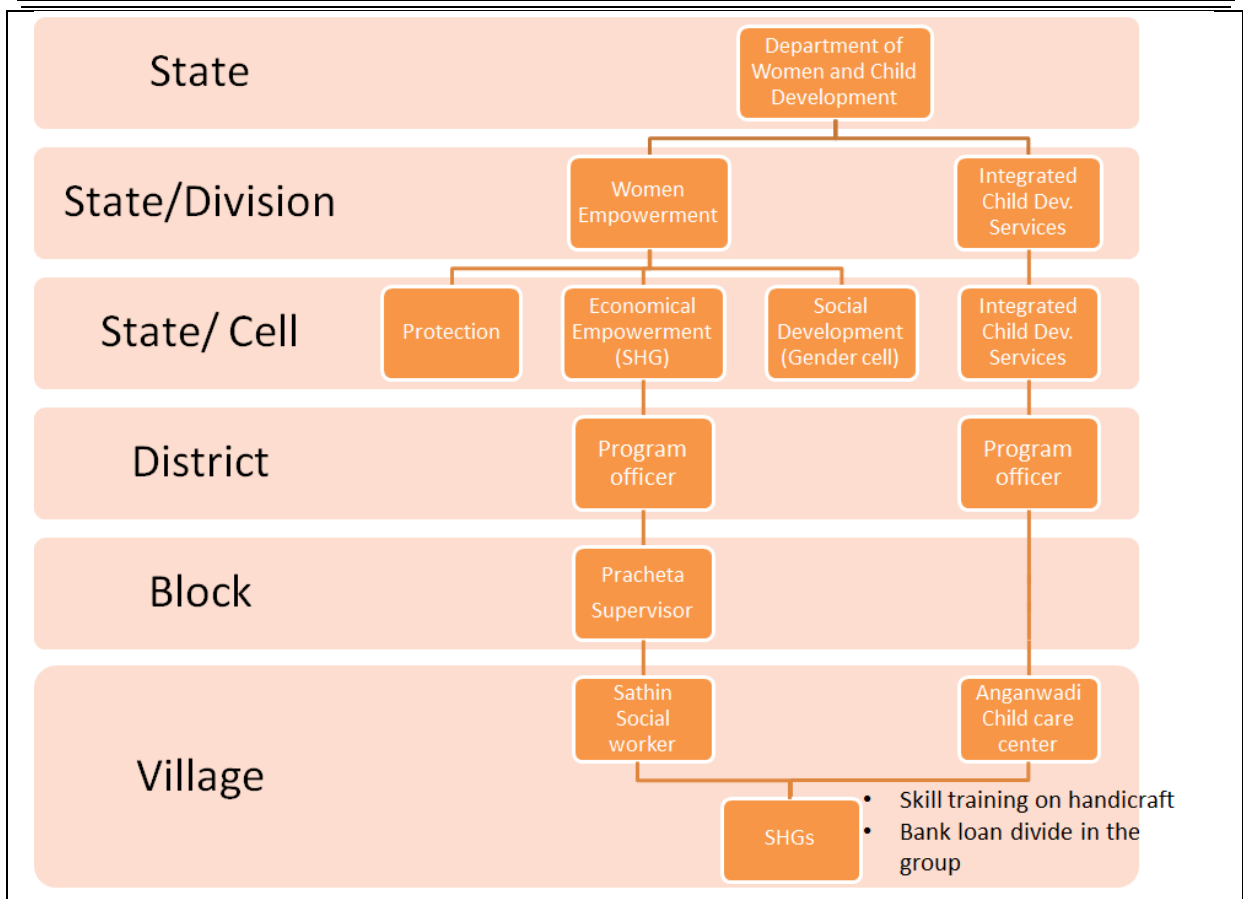 State
Department of
Women and Child
Development
State/Division
Women
Empowerment
Integrated
Child Dev.
Services
State/ Cell
Protection
Economical
Empowerment
(SHG)
Social
Development
(Gender cell)
Integrated
Child Dev.
Services
District
Program
officer
Program
officer
Block
Pracheta
Supervisor
Village
Sathin
Social
worker
Anganwadi
Child care
center
SHGs
• Skill training on handicraft
• Bank loan divide in the
group